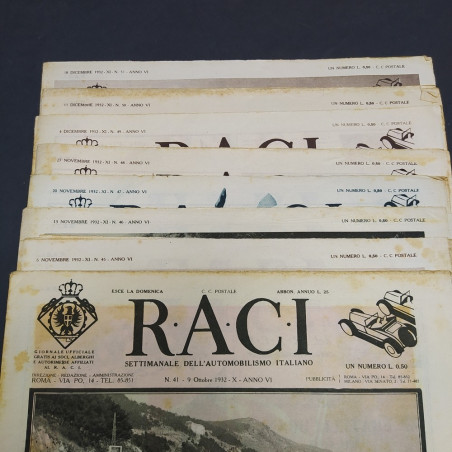 18 DICEMBRE 1932 - XI - N. 51 - ANNO VI UN NUMERO L. 0,50 - C. C. POSTALE
11 DICEMBRE 1932 - XI - N. 50 - ANNO VI UN NUMERO L. 0,50 - C. C. POSTALE
4 DICEMBRE 1932 - XI - N. 49 - ANNO VI UN NUMERO L. 0,50 - C. C. POSTALE
27 NOVEMBRE 1932 - XI - N. 48 - ANNO VI UN NUMERO L. 0,50 - C. C. POSTALE
20 NOVEMBRE 1932 - XI - N. 47 - ANNO VI UN NUMERO L. 0,50 - C. C. POSTALE
13 NOVEMBRE 1932 - XI - N. 46 - ANNO VI UN NUMERO L. 0,50 - C. C. POSTALE
NOVEMBRE 1932 - XI - N. 45 - ANNO VI UN NUMERO L. 0,50 - C. C. POSTALE
ESCE LA DOMENICA C. C. POSTALE ABBON. ANNUO L. 25.
R·A·C·I
SETTIMANALE DELL'AUTOMOBILISMO ITALIANO
GIORNALE UFFICIALE
GRATIS AI SOCI, ALBERGHI
E AUTORIMESSE AFFILIATI
AL R. A. C. I.
UN NUMERO L. 0,50
DIREZIONE - REDAZIONE - AMMINISTRAZIONE
ROMA - VIA PO, 14 - TEL:
N. 41 - 9 Ottobre 1932 - X - ANNO VI
PUBBLICITÀ
ROMA - VIA PO, 14 - Tel.
MILANO - VIA SENATO